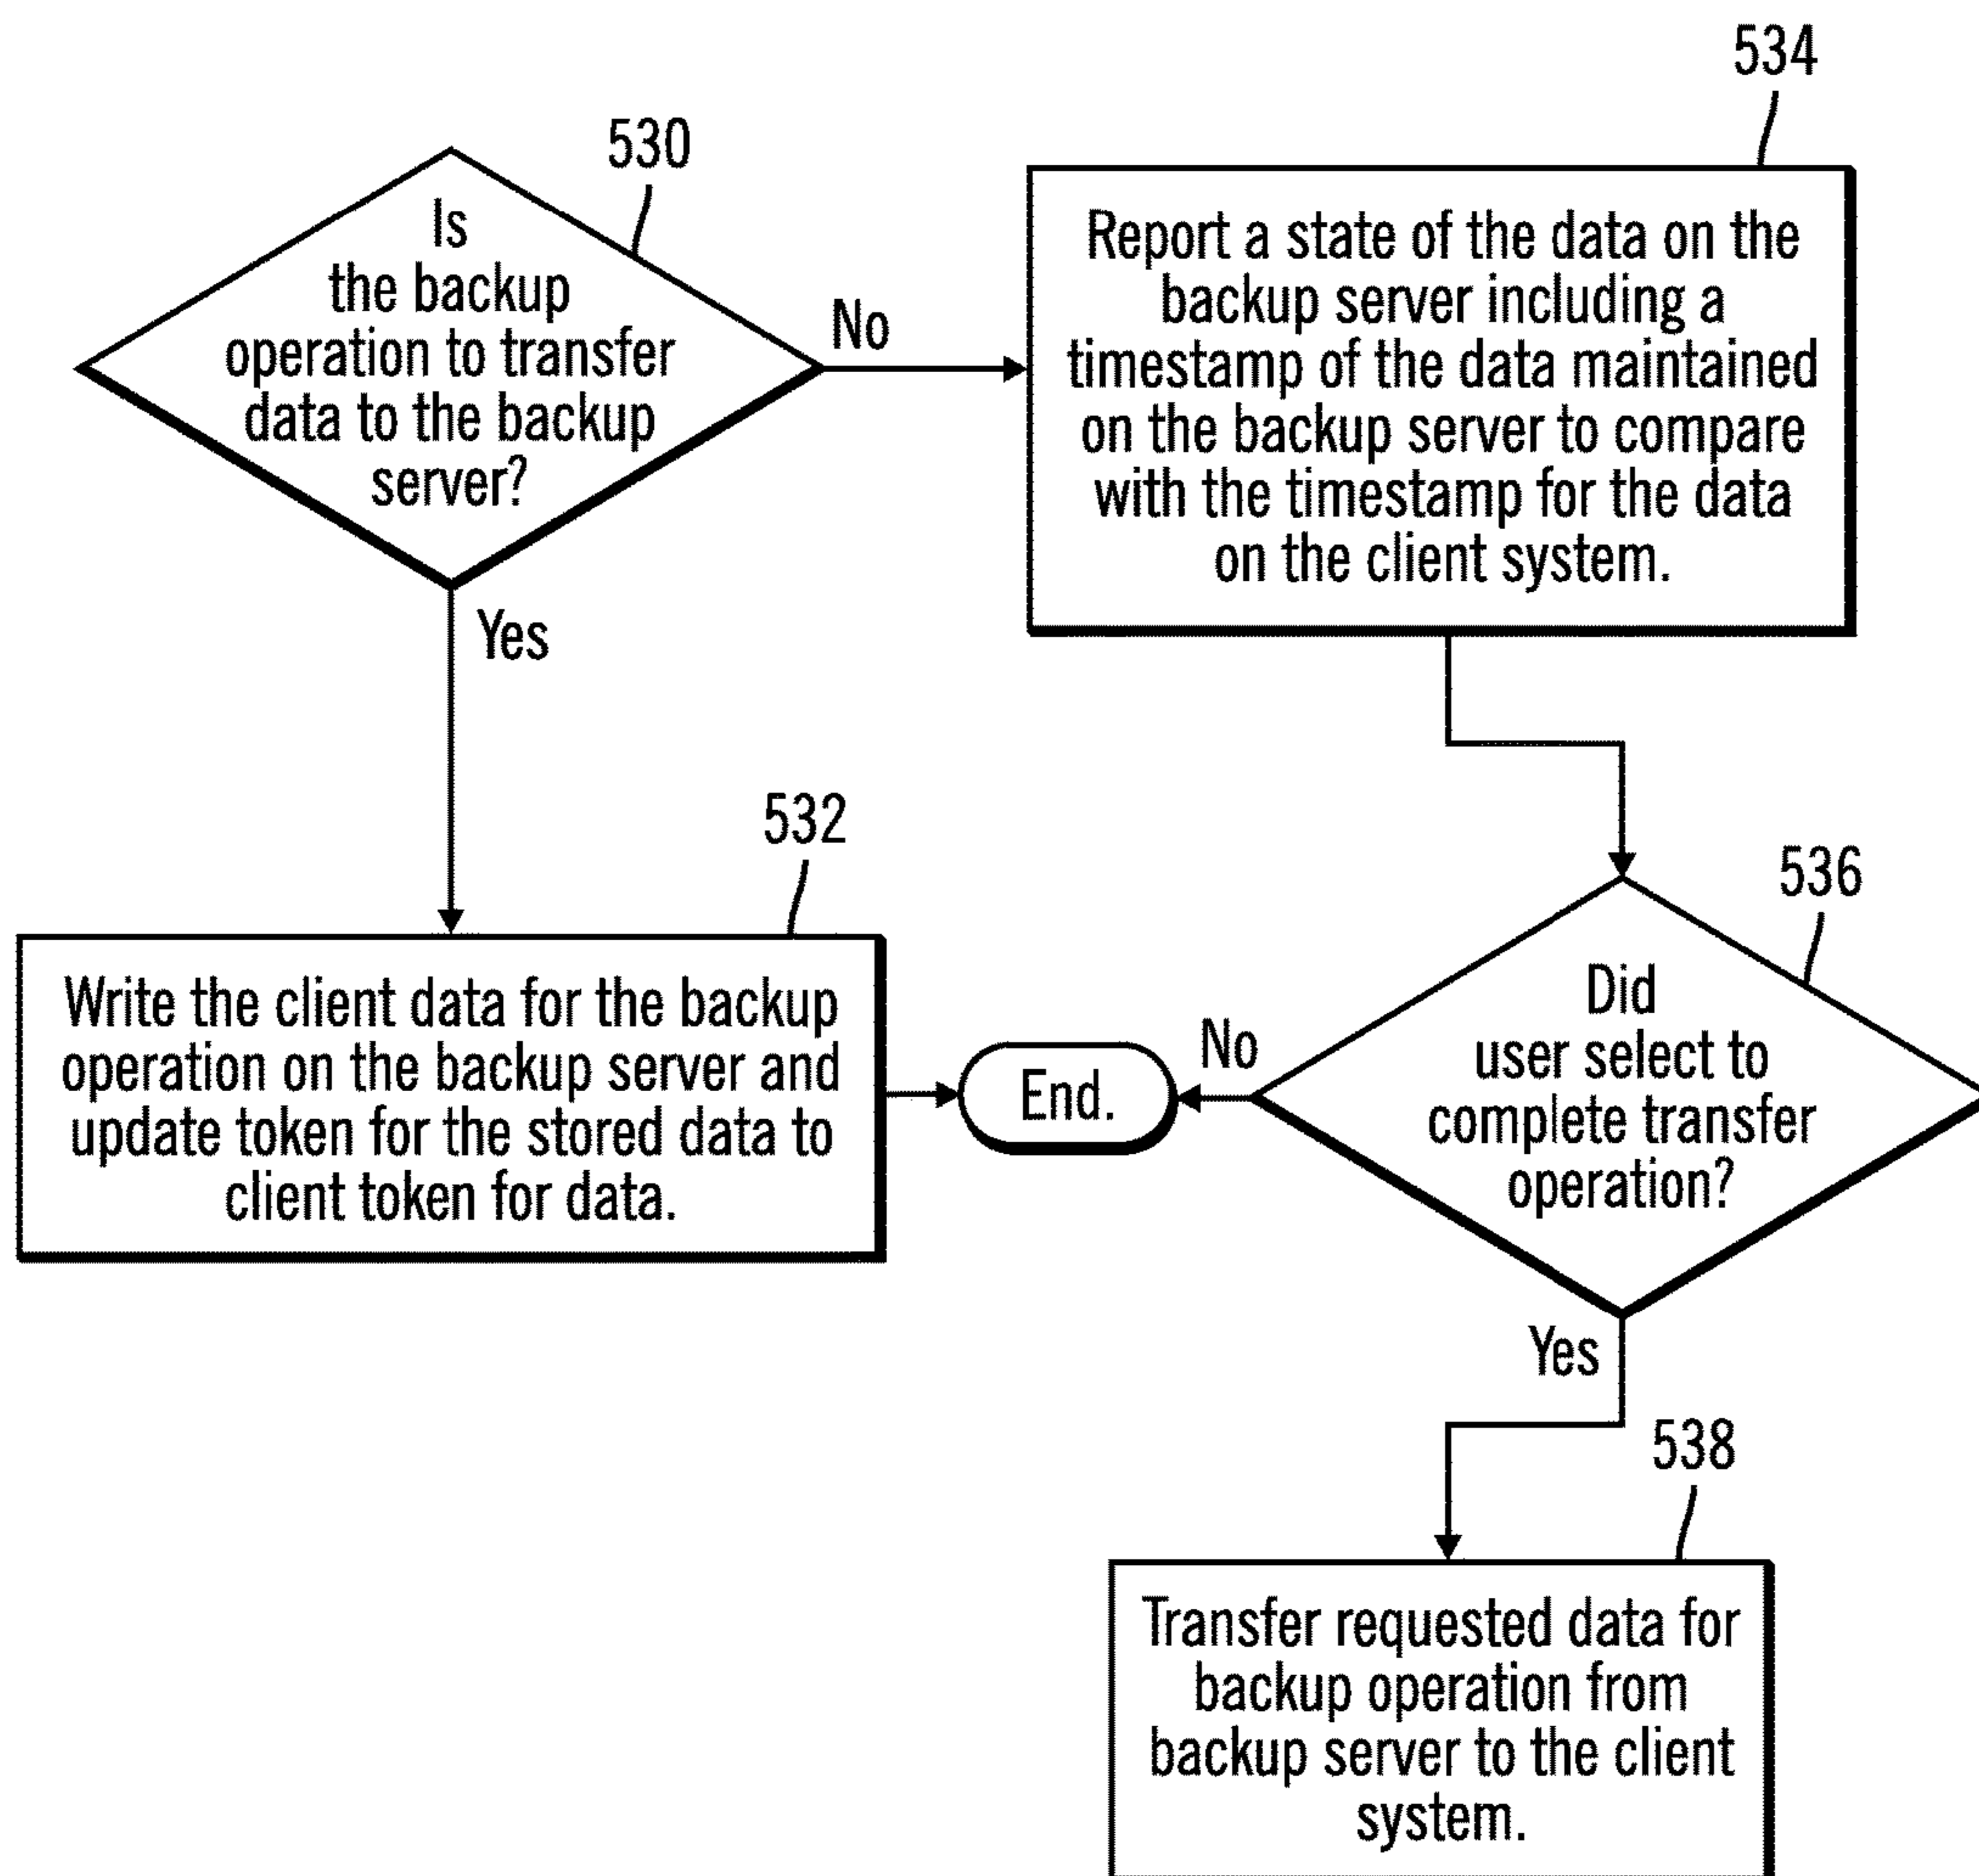 530
Is
the backup
operation to transfer
data to the backup
server?
No
Yes
534
Report a state of the data on the
backup server including a
timestamp of the data maintained
on the backup server to compare
with the timestamp for the data
on the client system.
532
Write the client data for the backup
operation on the backup server and
update token for the stored data to
client token for data.
End.
No
536
Did
user select to
complete transfer
operation?
Yes
538
Transfer requested data for
backup operation from
backup server to the client
system.